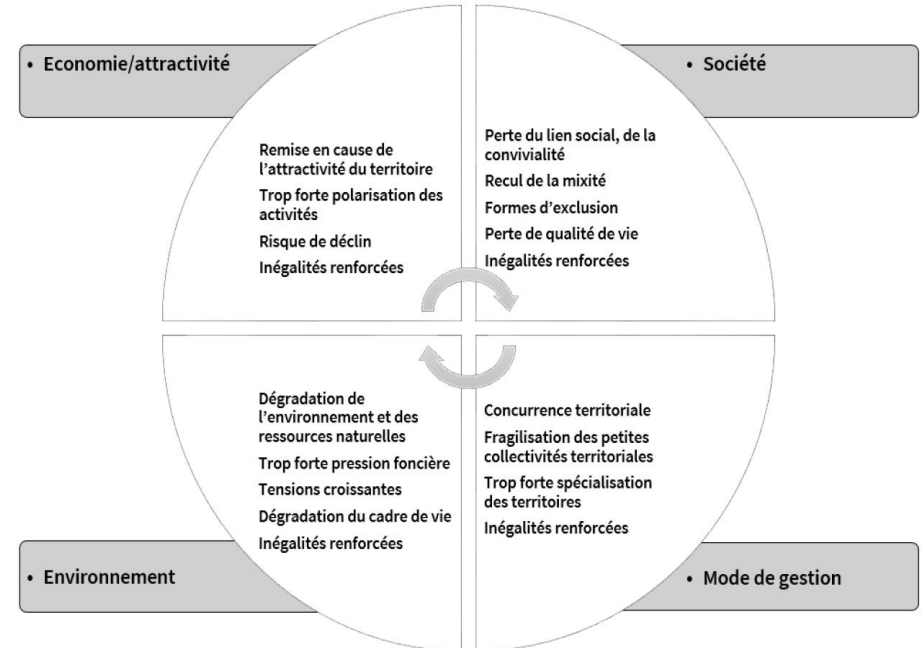 • Economie/attractivité
Remise en cause de
l’attractivité du territoire
Trop forte polarisation des
activités
Risque de déclin
Inégalités renforcées
• Société
Perte du lien social, de la
convivialité
Recul de la mixité
Formes d’exclusion
Perte de qualité de vie
Inégalités renforcées
Dégradation de
l’environnement et des
ressources naturelles
Trop forte pression foncière
Tensions croissantes
Dégradation du cadre de vie
Inégalités renforcées
• Environnement
Concurrence territoriale
Fragilisation des petites
collectivités territoriales
Trop forte spécialisation
des territoires
Inégalités renforcées
• Mode de gestion